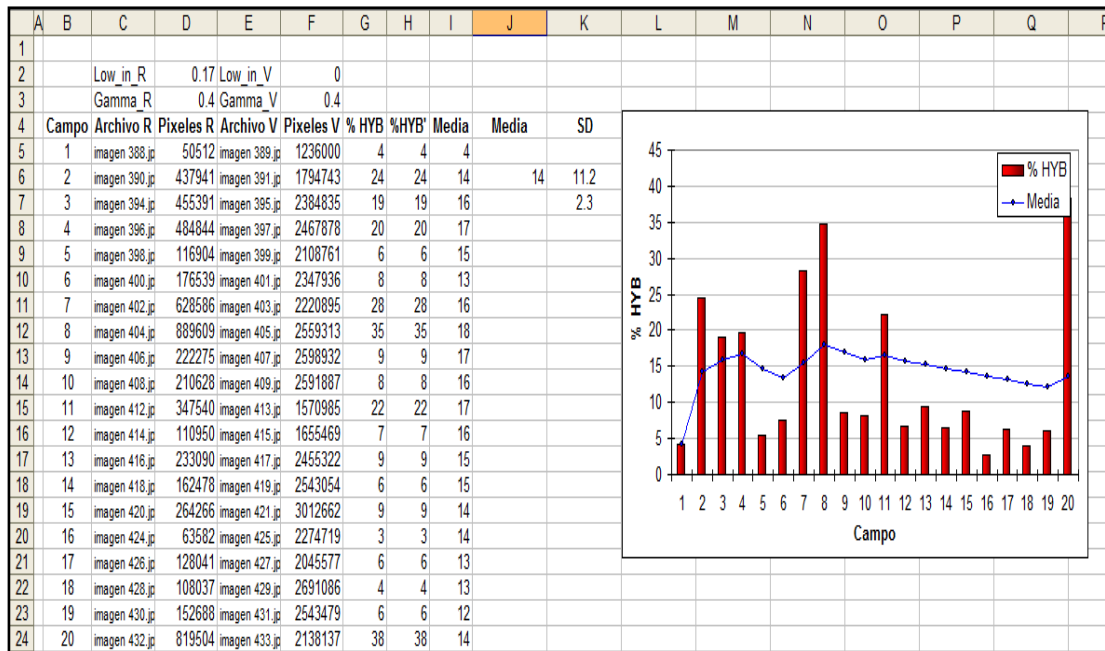 A B C D E F G H I J K L M N O P Q
1
2 Low_in_R 0.17 Low_in_V 0
3 Gamma_R 0.4 Gamma_V 0.4
4 Campo Archivo R Pixeles R Archivo V Pixeles V % HYB %HYB' Media Media SD
5 1 imagen 388.jp 50512 imagen 389.jp 1236000 4 4 4
6 2 imagen 390.jp 437941 imagen 391.jp 1794743 24 24 14 14 11.2
7 3 imagen 394.jp 455391 imagen 395.jp 2384835 19 19 16 2.3
8 4 imagen 396.jp 484844 imagen 397.jp 2467878 20 20 17
9 5 imagen 398.jp 116904 imagen 399.jp 2108761 6 6 15
10 6 imagen 400.jp 176539 imagen 401.jp 2347936 8 8 13
11 7 imagen 402.jp 628586 imagen 403.jp 2220895 28 28 16
12 8 imagen 404.jp 889609 imagen 405.jp 2559313 35 35 18
13 9 imagen 406.jp 222275 imagen 407.jp 2598932 9 9 17
14 10 imagen 408.jp 210628 imagen 409.jp 2591887 8 8 16
15 11 imagen 412.jp 347540 imagen 413.jp 1570985 22 22 17
16 12 imagen 414.jp 110950 imagen 415.jp 1655469 7 7 16
17 13 imagen 416.jp 233090 imagen 417.jp 2455322 9 9 15
18 14 imagen 418.jp 162478 imagen 419.jp 2543054 6 6 15
19 15 imagen 420.jp 264266 imagen 421.jp 3012662 9 9 14
20 16 imagen 424.jp 63582 imagen 425.jp 2274719 3 3 14
21 17 imagen 426.jp 128041 imagen 427.jp 2045577 6 6 13
22 18 imagen 428.jp 108037 imagen 429.jp 2691086 4 4 13
23 19 imagen 430.jp 152688 imagen 431.jp 2543479 6 6 12
24 20 imagen 432.jp 819504 imagen 433.jp 2138137 38 38 14
% HYB
Media
45
40
35
30
25
20
15
10
5
0
% HYB
1 2 3 4 5 6 7 8 9 10 11 12 13 14 15 16 17 18 19 20
Campo